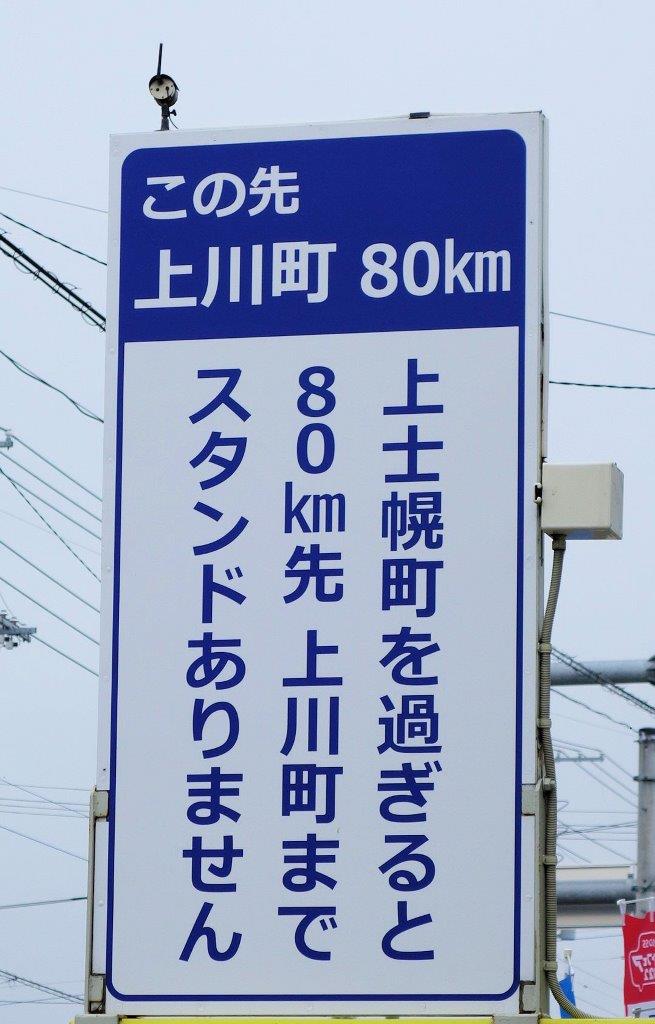 この先
上川町 80km
上士幌町を過ぎると
80km先 上川町まで
スタンドありません